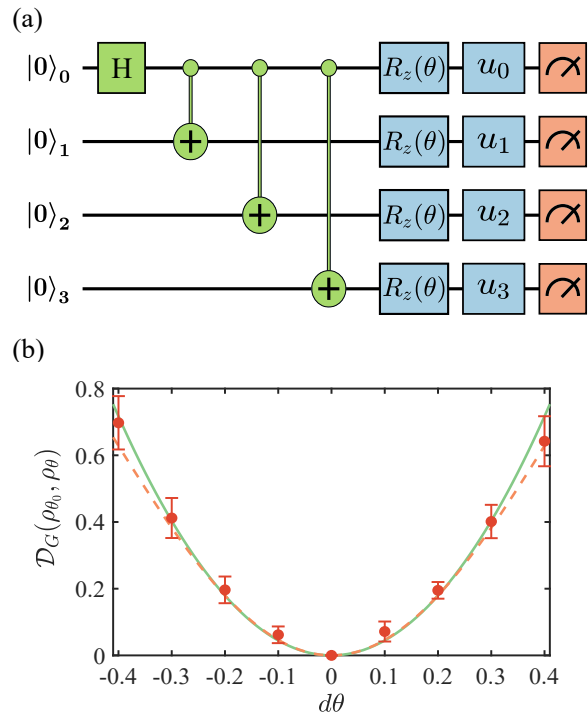 (a)
|0⟩₀ H R_z(θ) u₀
|0⟩₁ R_z(θ) u₁
|0⟩₂ R_z(θ) u₂
|0⟩₃ R_z(θ) u₃
(b)
D_G(ρ_θ₀, ρ_θ)
0.8
0.6
0.4
0.2
0
-0.4 -0.3 -0.2 -0.1 0 0.1 0.2 0.3 0.4
dθ